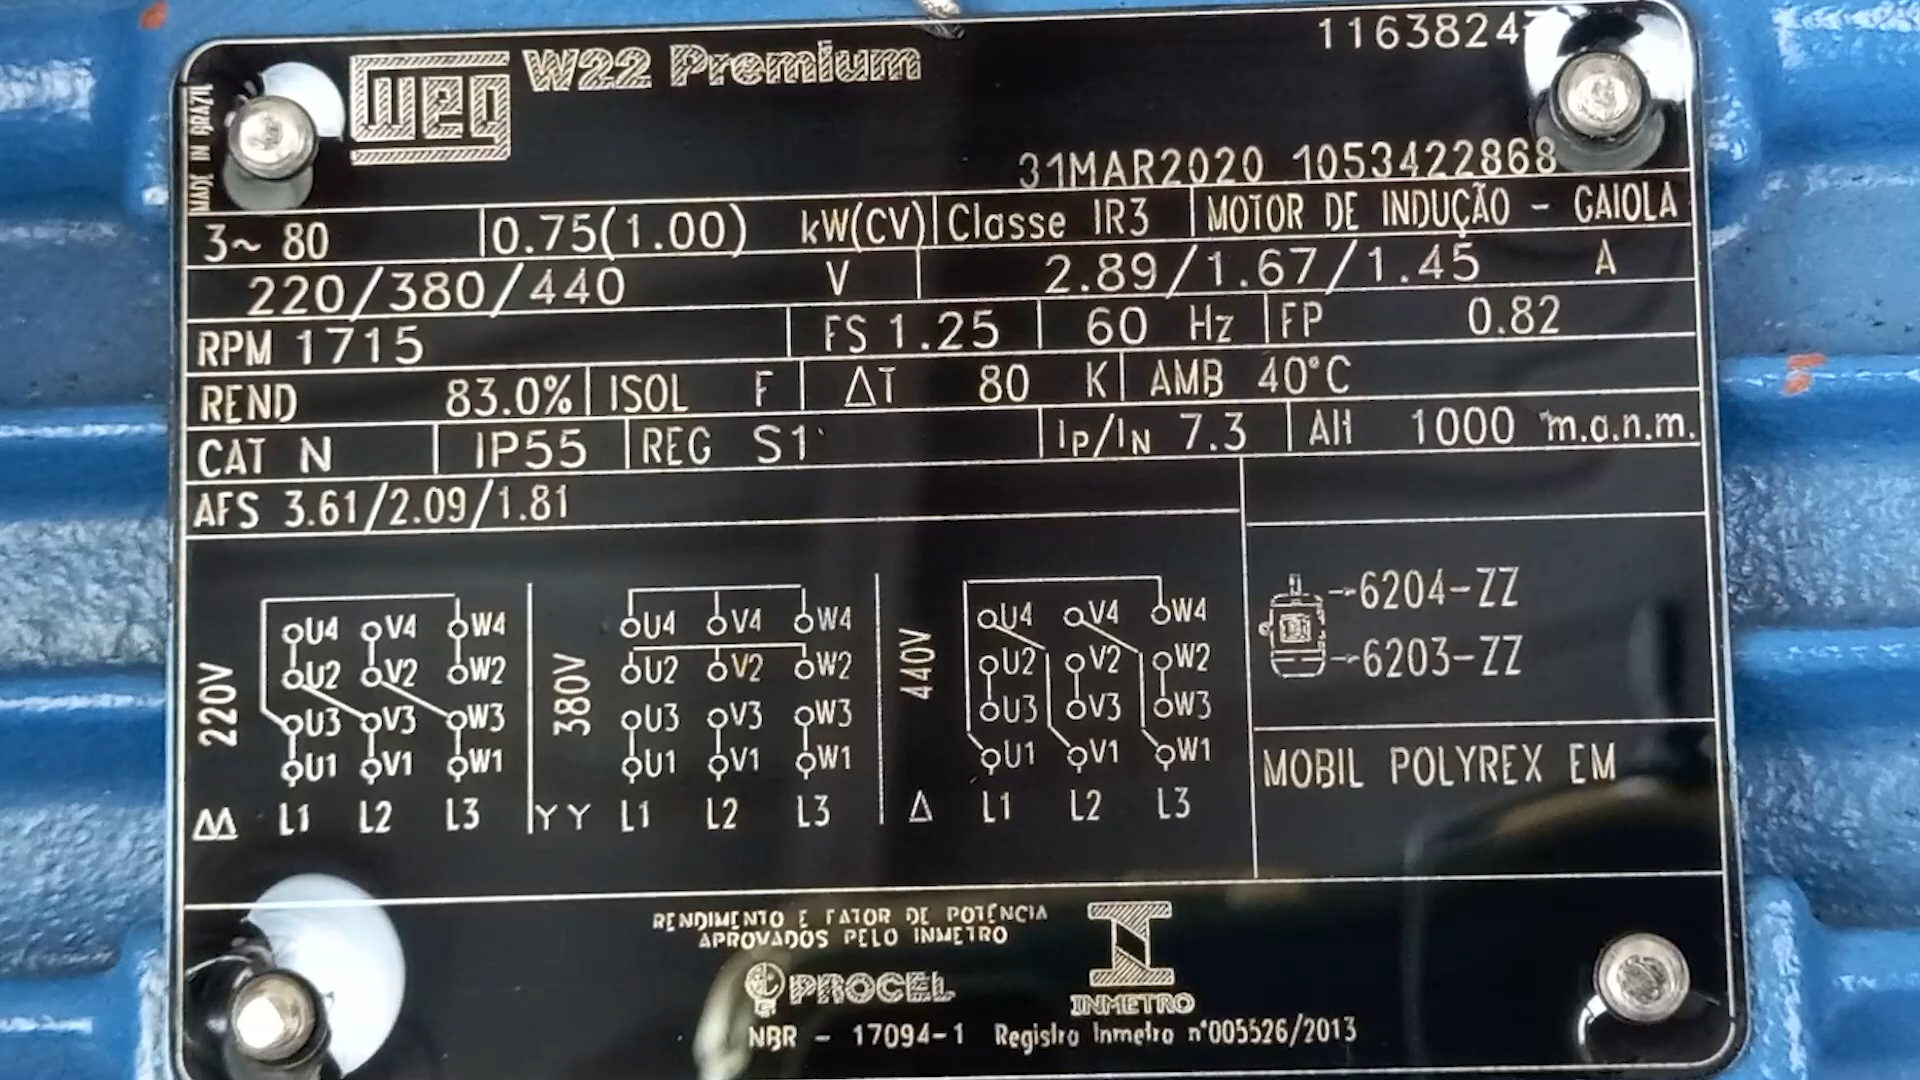 weq W22 Premium
11638824
MADE IN BRAZIL
31MAR2020 1053422868
3~ 80 0.75(1.00) kW(CV) Classe IR3 MOTOR DE INDUÇÃO - GAIOLA
220/380/440 V 2.89/1.67/1.45 A
RPM 1715 FS 1.25 60 Hz FP 0.82
REND 83.0% ISOL F ΔT 80 K AMB 40°C
CAT N IP55 REG S1 IP/IN 7.3 AH 1000 m.a.n.m.
AFS 3.61/2.09/1.81
220V
U4 V4 W4
U2 V2 W2
U3 V3 W3
U1 V1 W1
ΔΔ L1 L2 L3
380V
U4 V4 W4
U2 V2 W2
U3 V3 W3
U1 V1 W1
YY L1 L2 L3
440V
U4 V4 W4
U2 V2 W2
U3 V3 W3
U1 V1 W1
Δ L1 L2 L3
6204-ZZ
6203-ZZ
MOBIL POLYREX EM
RENDIMENTO E FATOR DE POTÊNCIA
APROVADOS PELO INMETRO
PROCEL
INMETRO
NBR - 17094-1 Registro Inmetro n°005526/2013